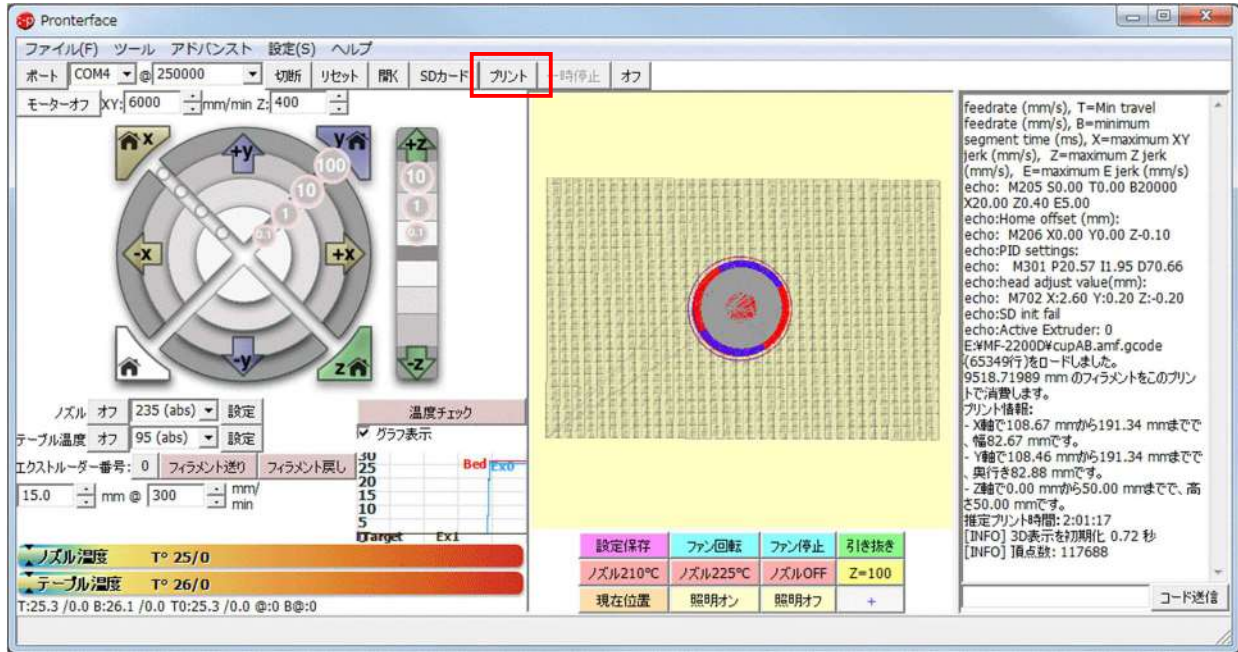 Pronterface
ファイル(F) ツール アドバンスト 設定(S) ヘルプ
ポート COM4 @ 250000 切断 リセット 開く SDカード プリント 一時停止 オフ
モーターオフ XY: 6000 mm/min Z: 400
x
y
+y
+z
100
10
1
0.1
10
1
0.1
-x
+x
-y
z
-z
ノズル オフ 235 (abs) 設定
温度チェック
テーブル温度 オフ 95 (abs) 設定
グラフ表示
エクストルーダー番号: 0 フィラメント送り フィラメント戻し
15.0 mm @ 300 mm/
min
30
25
20
15
10
5
Bed Ex0
Target Ex1
ノズル温度 T° 25/0
テーブル温度 T° 26/0
T:25.3 /0.0 B:26.1 /0.0 T0:25.3 /0.0 @:0 B@:0
設定保存 ファン回転 ファン停止 引き抜き
ノズル210℃ ノズル225℃ ノズルOFF Z=100
現在位置 照明オン 照明オフ +
feedrate (mm/s), T=Min travel
feedrate (mm/s), B=minimum
segment time (ms), X=maximum XY
jerk (mm/s), Z=maximum Z jerk
(mm/s), E=maximum E jerk (mm/s)
echo: M205 S0.00 T0.00 B20000
X20.00 Z0.40 E5.00
echo:Home offset (mm):
echo: M206 X0.00 Y0.00 Z-0.10
echo:PID settings:
echo: M301 P20.57 I1.95 D70.66
echo:head adjust value(mm):
echo: M702 X:2.60 Y:0.20 Z:-0.20
echo:SD init fail
echo:Active Extruder: 0
E:¥MF-2200D¥cupAB.amf.gcode
(65349行)をロードしました。
9518.71989 mm のフィラメントをこのプリン
トで消費します。
プリント情報:
- X軸で108.67 mmから191.34 mmまでで
、幅82.67 mmです。
- Y軸で108.46 mmから191.34 mmまでで
、奥行き82.88 mmです。
- Z軸で0.00 mmから50.00 mmまでで、高
さ50.00 mmです。
推定プリント時間: 2:01:17
[INFO] 3D表示を初期化 0.72 秒
[INFO] 頂点数: 117688
コード送信